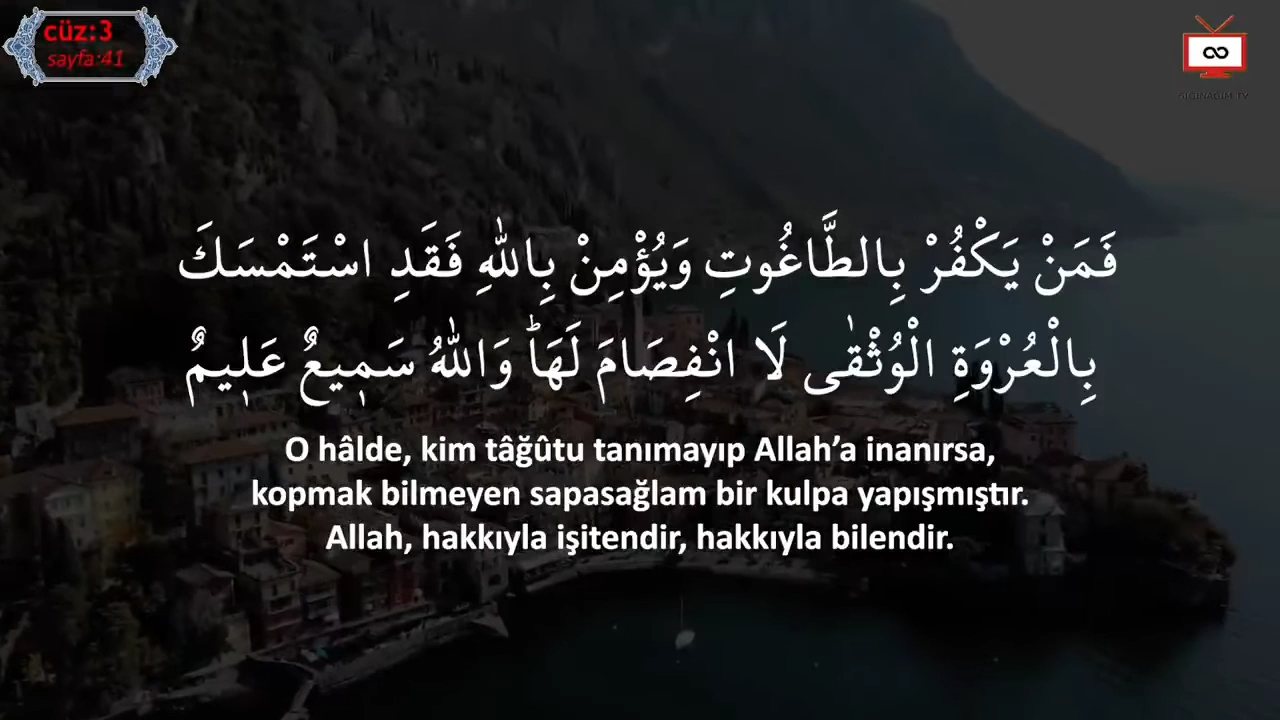 cüz:3
sayfa:41
فَمَنْ يَكْفُرْ بِالطَّاغُوتِ وَيُؤْمِنْ بِاللّٰهِ فَقَدِ اسْتَمْسَكَ
بِالْعُرْوَةِ الْوُثْقٰى لَا انْفِصَامَ لَهَاۜ وَاللّٰهُ سَم۪يعٌ عَل۪يمٌ
O hâlde, kim tâğûtu tanımayıp Allah’a inanırsa,
kopmak bilmeyen sapasağlam bir kulpa yapışmıştır.
Allah, hakkıyla işitendir, hakkıyla bilendir.